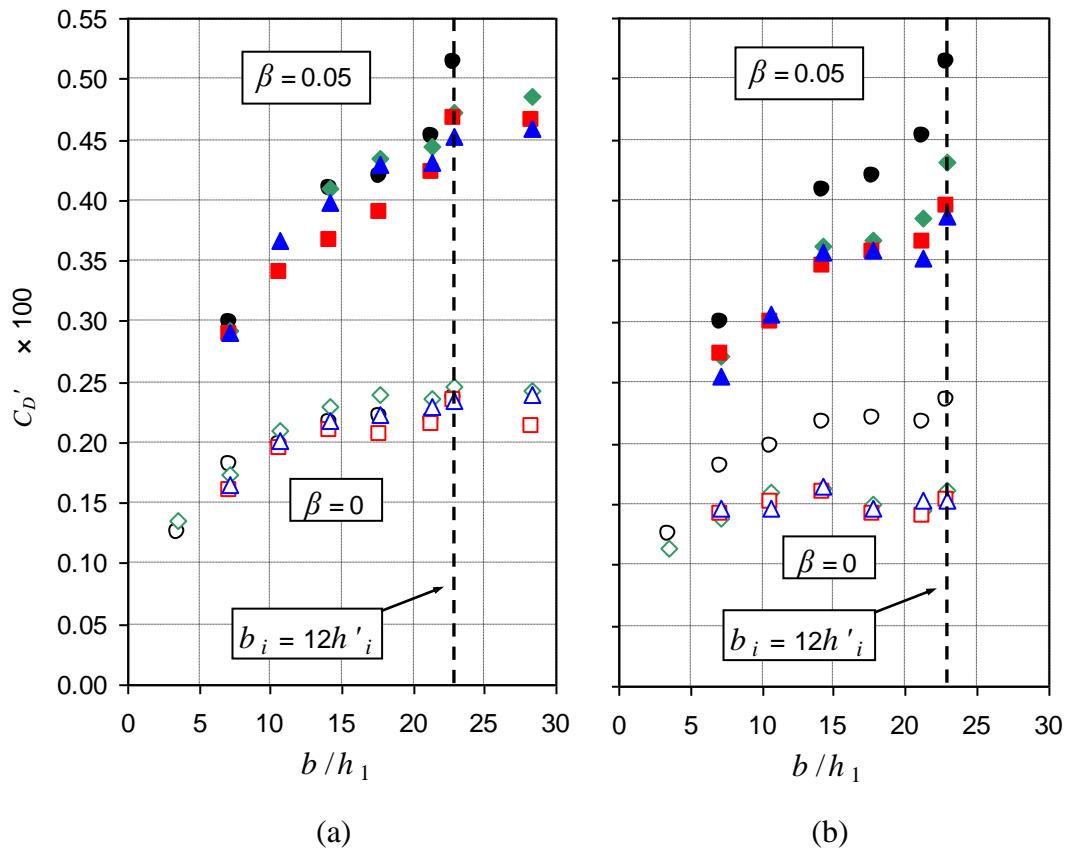 0.55
0.50
0.45
0.40
0.35
0.30
0.25
0.20
0.15
0.10
0.05
0.00
C_D' × 100
β = 0.05
β = 0
b_i = 12h'_i
0 5 10 15 20 25 30
b / h_1
(a)
β = 0.05
β = 0
b_i = 12h'_i
0 5 10 15 20 25 30
b / h_1
(b)